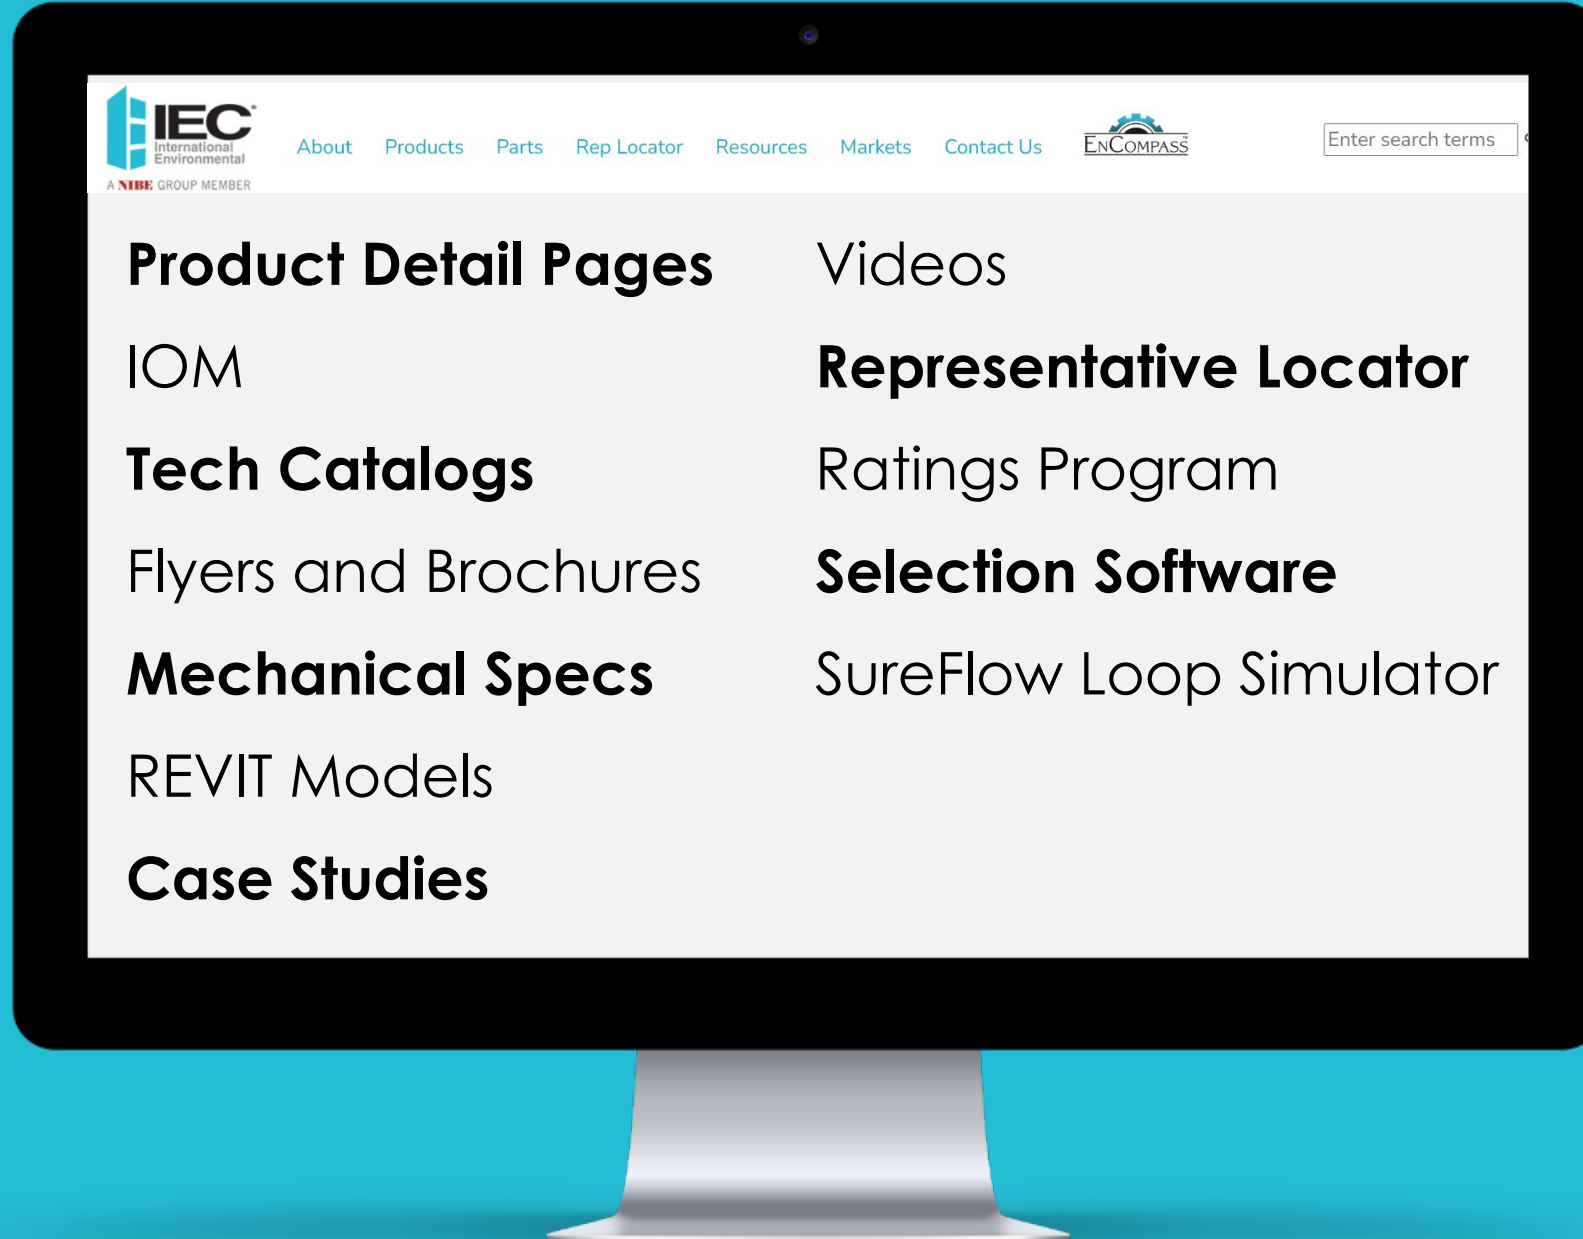 IEC®
International
Environmental
A NIBE GROUP MEMBER
About Products Parts Rep Locator Resources Markets Contact Us
ENCOMPASS™
Enter search terms
Product Detail Pages
IOM
Tech Catalogs
Flyers and Brochures
Mechanical Specs
REVIT Models
Case Studies
Videos
Representative Locator
Ratings Program
Selection Software
SureFlow Loop Simulator